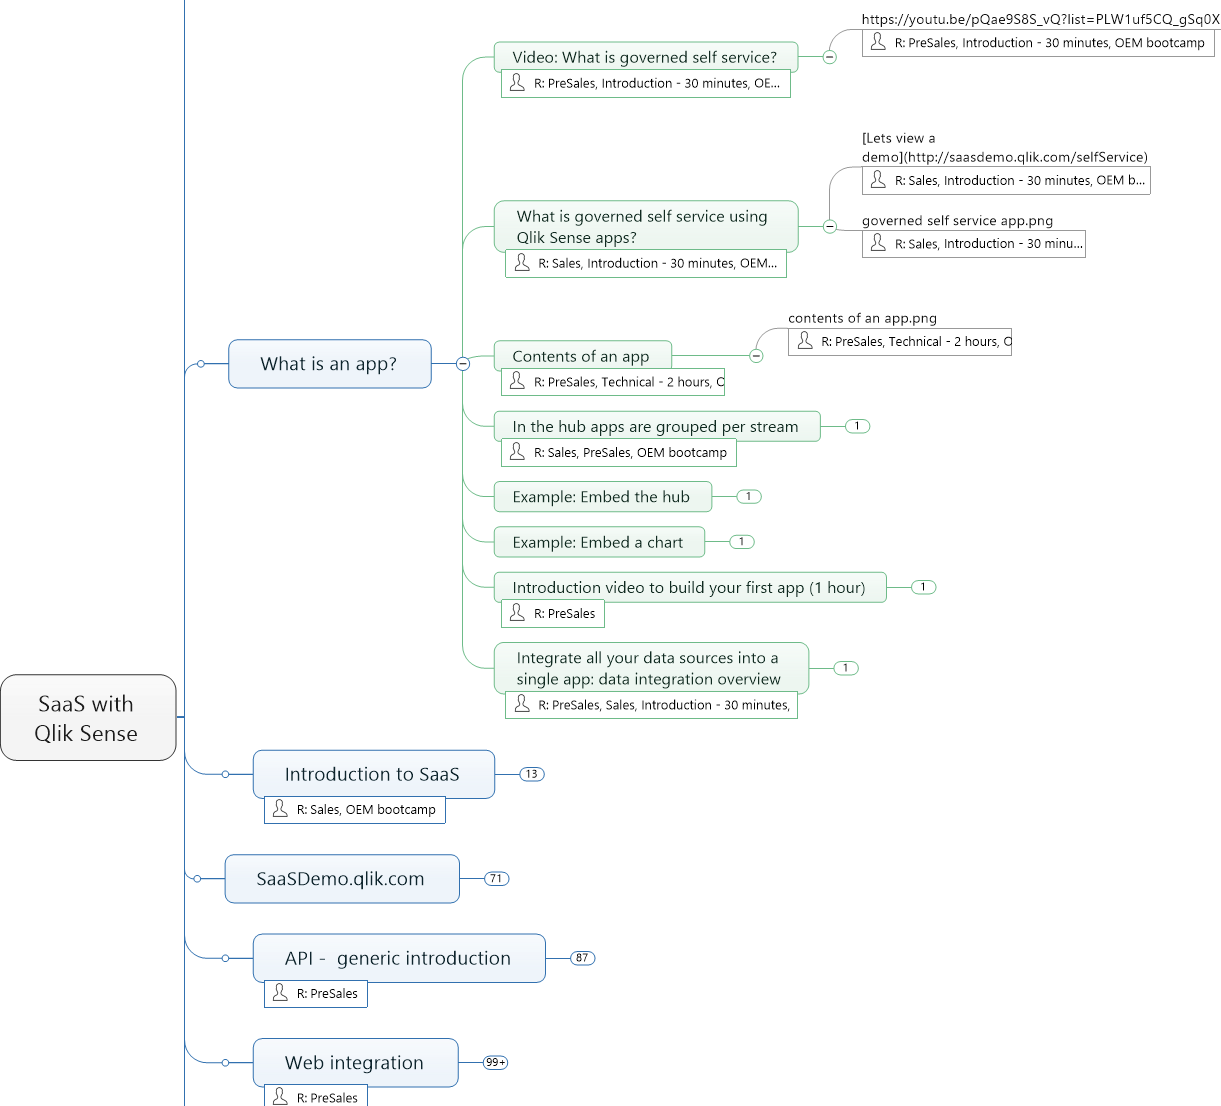 https://youtu.be/pQae9S8S_vQ?list=PLW1uf5CQ_gSq0X
R: PreSales, Introduction - 30 minutes, OEM bootcamp
Video: What is governed self service?
R: PreSales, Introduction - 30 minutes, OE...
[Lets view a
demo](http://saasdemo.qlik.com/selfService)
R: Sales, Introduction - 30 minutes, OEM b...
What is governed self service using
Qlik Sense apps?
R: Sales, Introduction - 30 minutes, OEM...
governed self service app.png
R: Sales, Introduction - 30 minu...
contents of an app.png
R: PreSales, Technical - 2 hours, O
What is an app?
Contents of an app
R: PreSales, Technical - 2 hours, O
In the hub apps are grouped per stream
1
R: Sales, PreSales, OEM bootcamp
Example: Embed the hub
1
Example: Embed a chart
1
Introduction video to build your first app (1 hour)
1
R: PreSales
Integrate all your data sources into a
single app: data integration overview
1
R: PreSales, Sales, Introduction - 30 minutes,
SaaS with
Qlik Sense
Introduction to SaaS
13
R: Sales, OEM bootcamp
SaaSDemo.qlik.com
71
API -  generic introduction
87
R: PreSales
Web integration
99+
R: PreSales